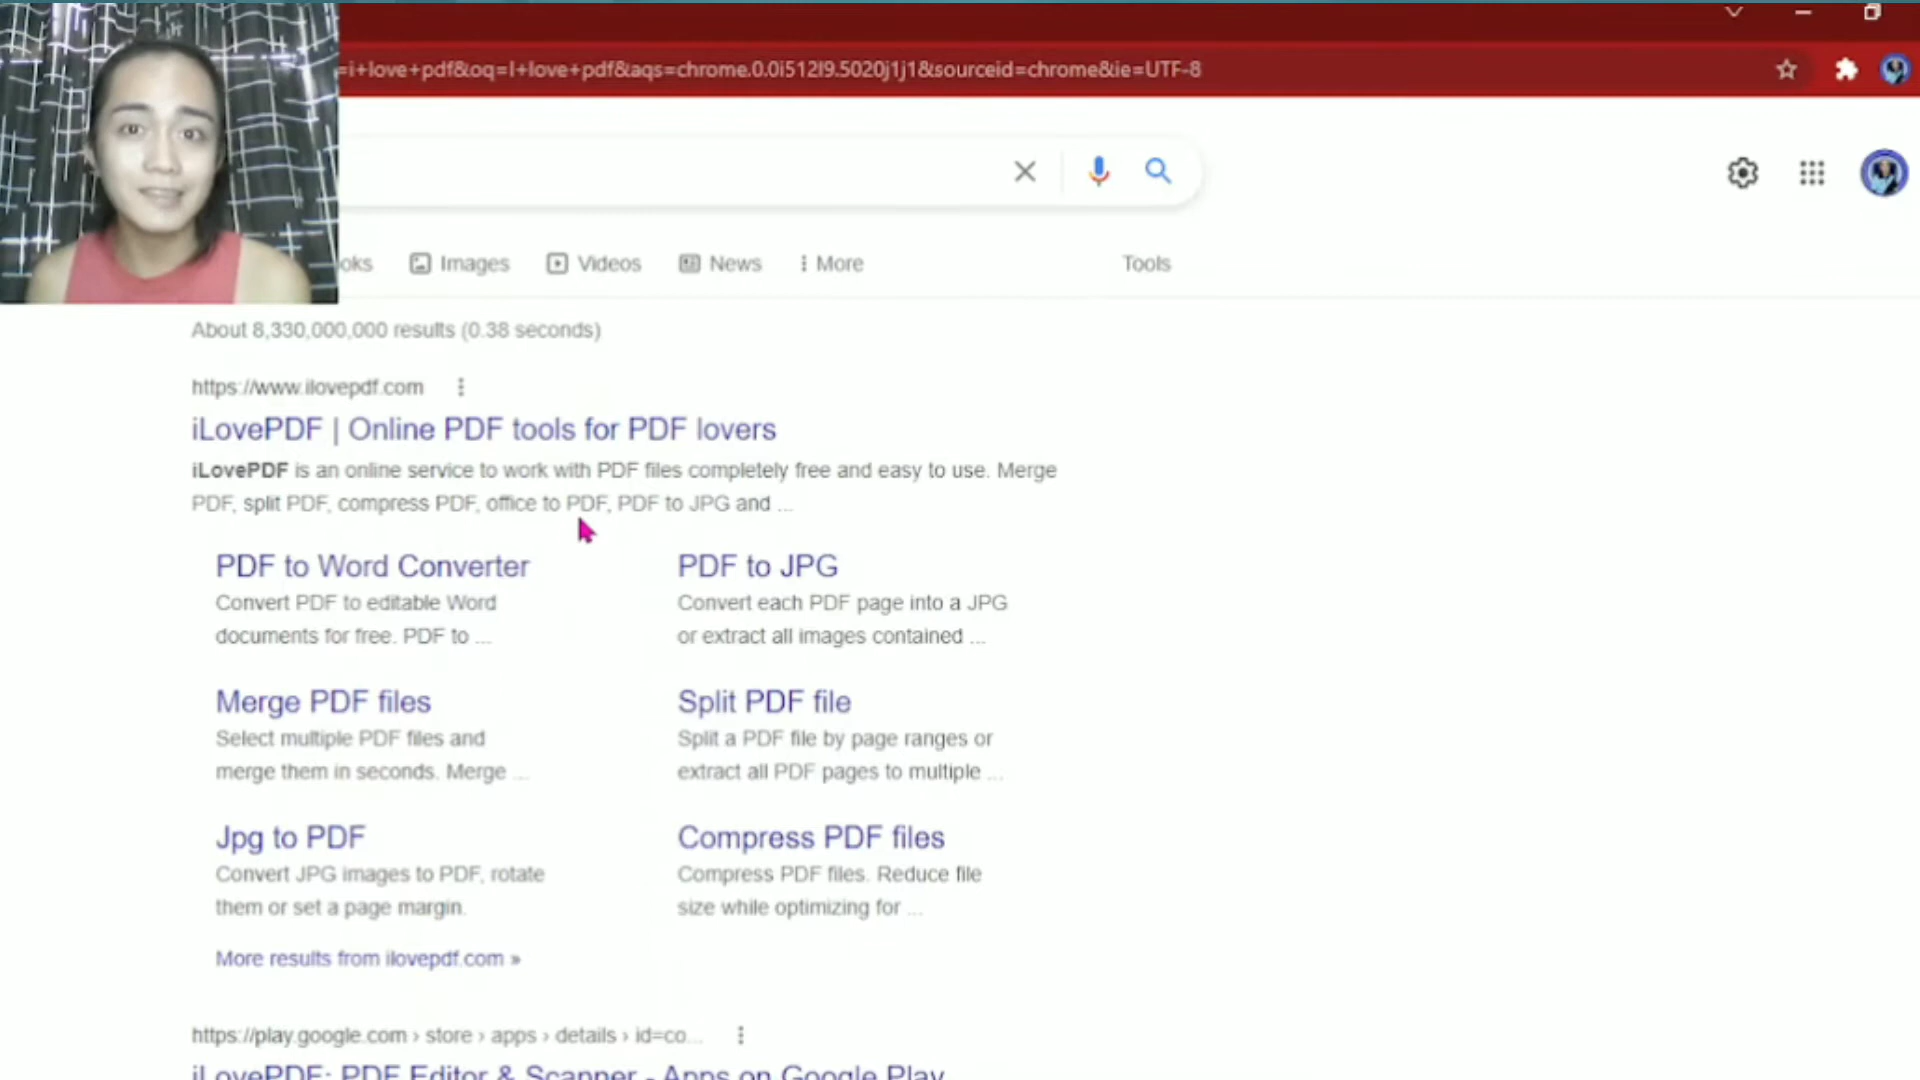 =i+love+pdf&oq=I+love+pdf&aqs=chrome.0.0i512l9.5020j1j1&sourceid=chrome&ie=UTF-8
oks Images Videos News More Tools
About 8,330,000,000 results (0.38 seconds)
https://www.ilovepdf.com
iLovePDF | Online PDF tools for PDF lovers
iLovePDF is an online service to work with PDF files completely free and easy to use. Merge
PDF, split PDF, compress PDF, office to PDF, PDF to JPG and ...
PDF to Word Converter
Convert PDF to editable Word
documents for free. PDF to ...
PDF to JPG
Convert each PDF page into a JPG
or extract all images contained ...
Merge PDF files
Select multiple PDF files and
merge them in seconds. Merge ...
Split PDF file
Split a PDF file by page ranges or
extract all PDF pages to multiple ...
Jpg to PDF
Convert JPG images to PDF, rotate
them or set a page margin.
Compress PDF files
Compress PDF files. Reduce file
size while optimizing for ...
More results from ilovepdf.com »
https://play.google.com › store › apps › details › id=co...
iLovePDF: PDF Editor & Scanner - Apps on Google Play